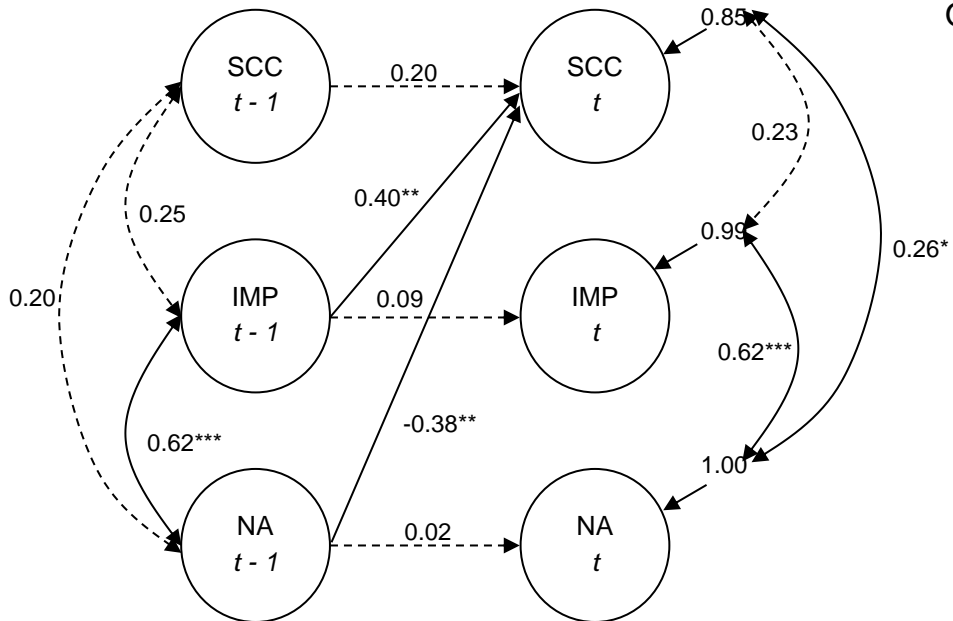 SCC
t - 1
0.20
SCC
t
0.85
0.23
0.25
0.40**
0.99
0.26*
0.20
IMP
t - 1
0.09
IMP
t
0.62***
0.62***
-0.38**
1.00
NA
t - 1
0.02
NA
t